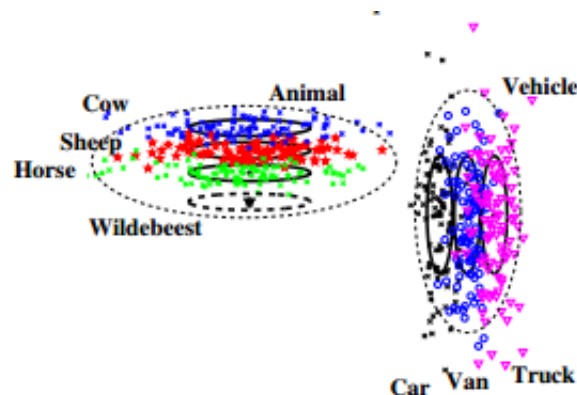 Cow
Animal
Vehicle
Sheep
Horse
Wildebeest
Car
Van
Truck